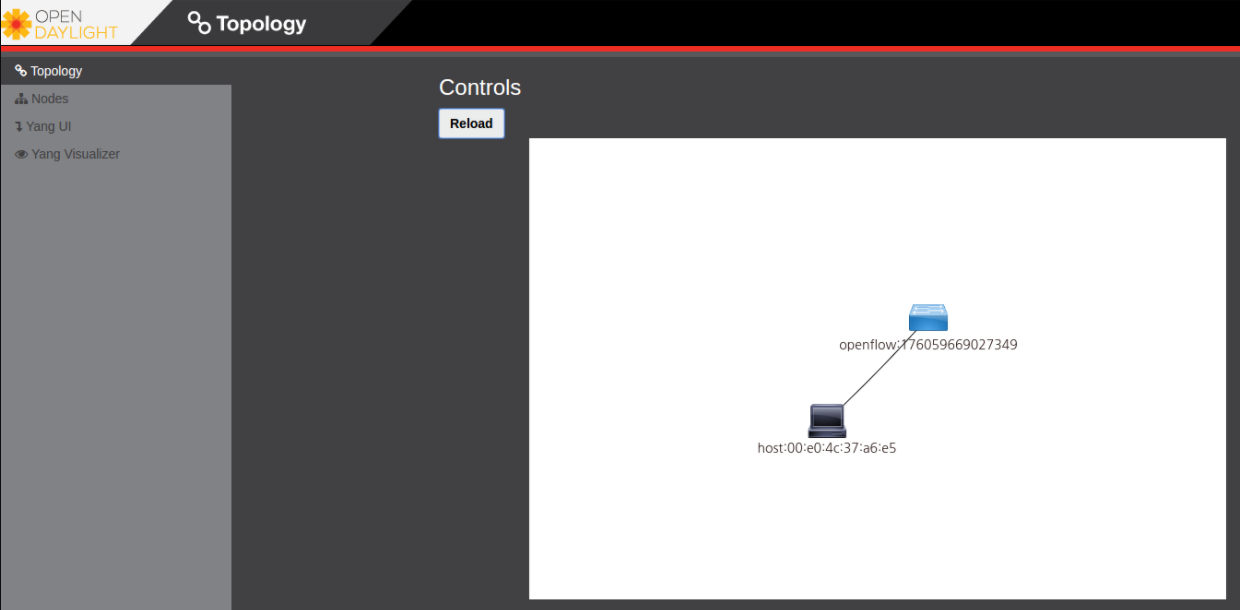 OPEN
DAYLIGHT
Topology
Topology
Nodes
Yang UI
Yang Visualizer
Controls
Reload
openflow:176059669027349
host:00:e0:4c:37:a6:e5